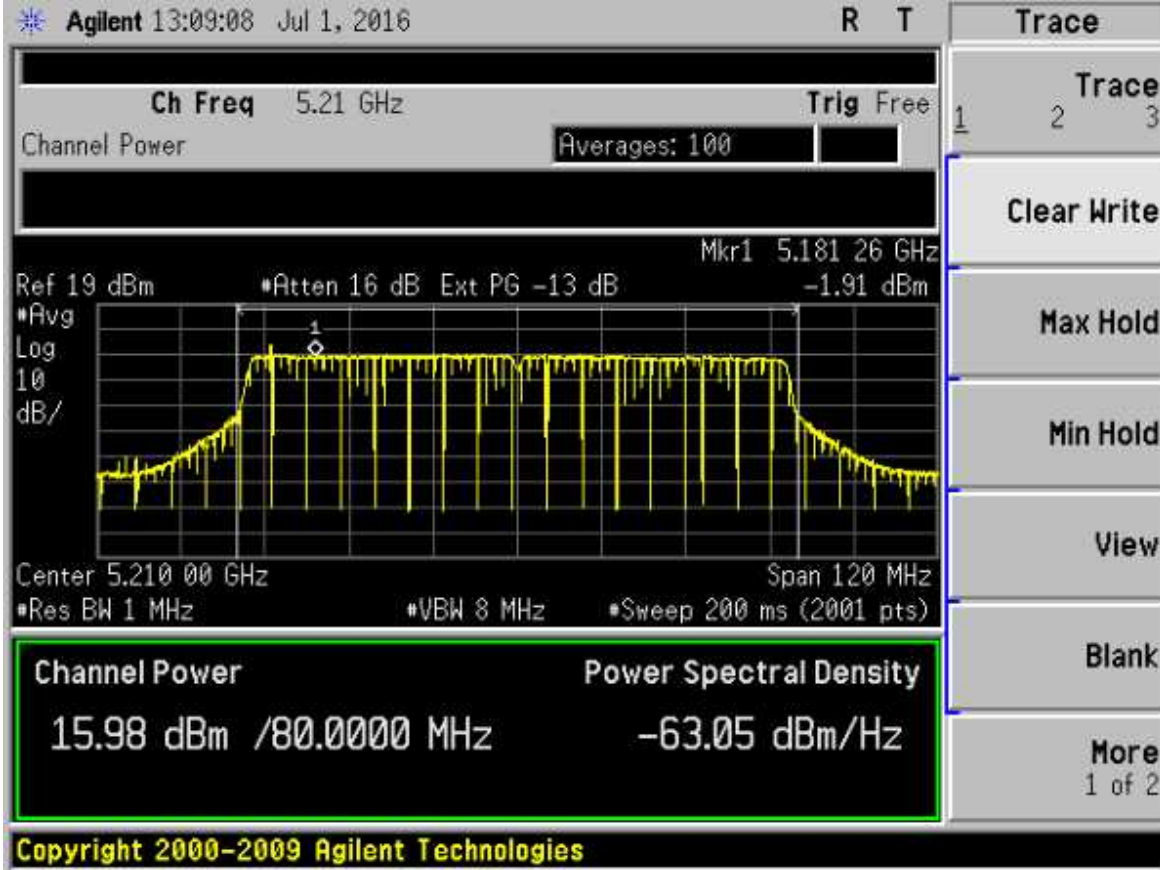 Agilent 13:09:08 Jul 1, 2016 R T
Trace
Ch Freq 5.21 GHz Trig Free
Channel Power Averages: 100
Trace
1 2 3
Clear Write
Mkr1 5.181 26 GHz
Ref 19 dBm #Atten 16 dB Ext PG -13 dB -1.91 dBm
#Avg
Log
10
dB/
1
Max Hold
Min Hold
View
Center 5.210 00 GHz Span 120 MHz
#Res BW 1 MHz #VBW 8 MHz #Sweep 200 ms (2001 pts)
Channel Power Power Spectral Density
15.98 dBm /80.0000 MHz -63.05 dBm/Hz
Blank
More
1 of 2
Copyright 2000-2009 Agilent Technologies